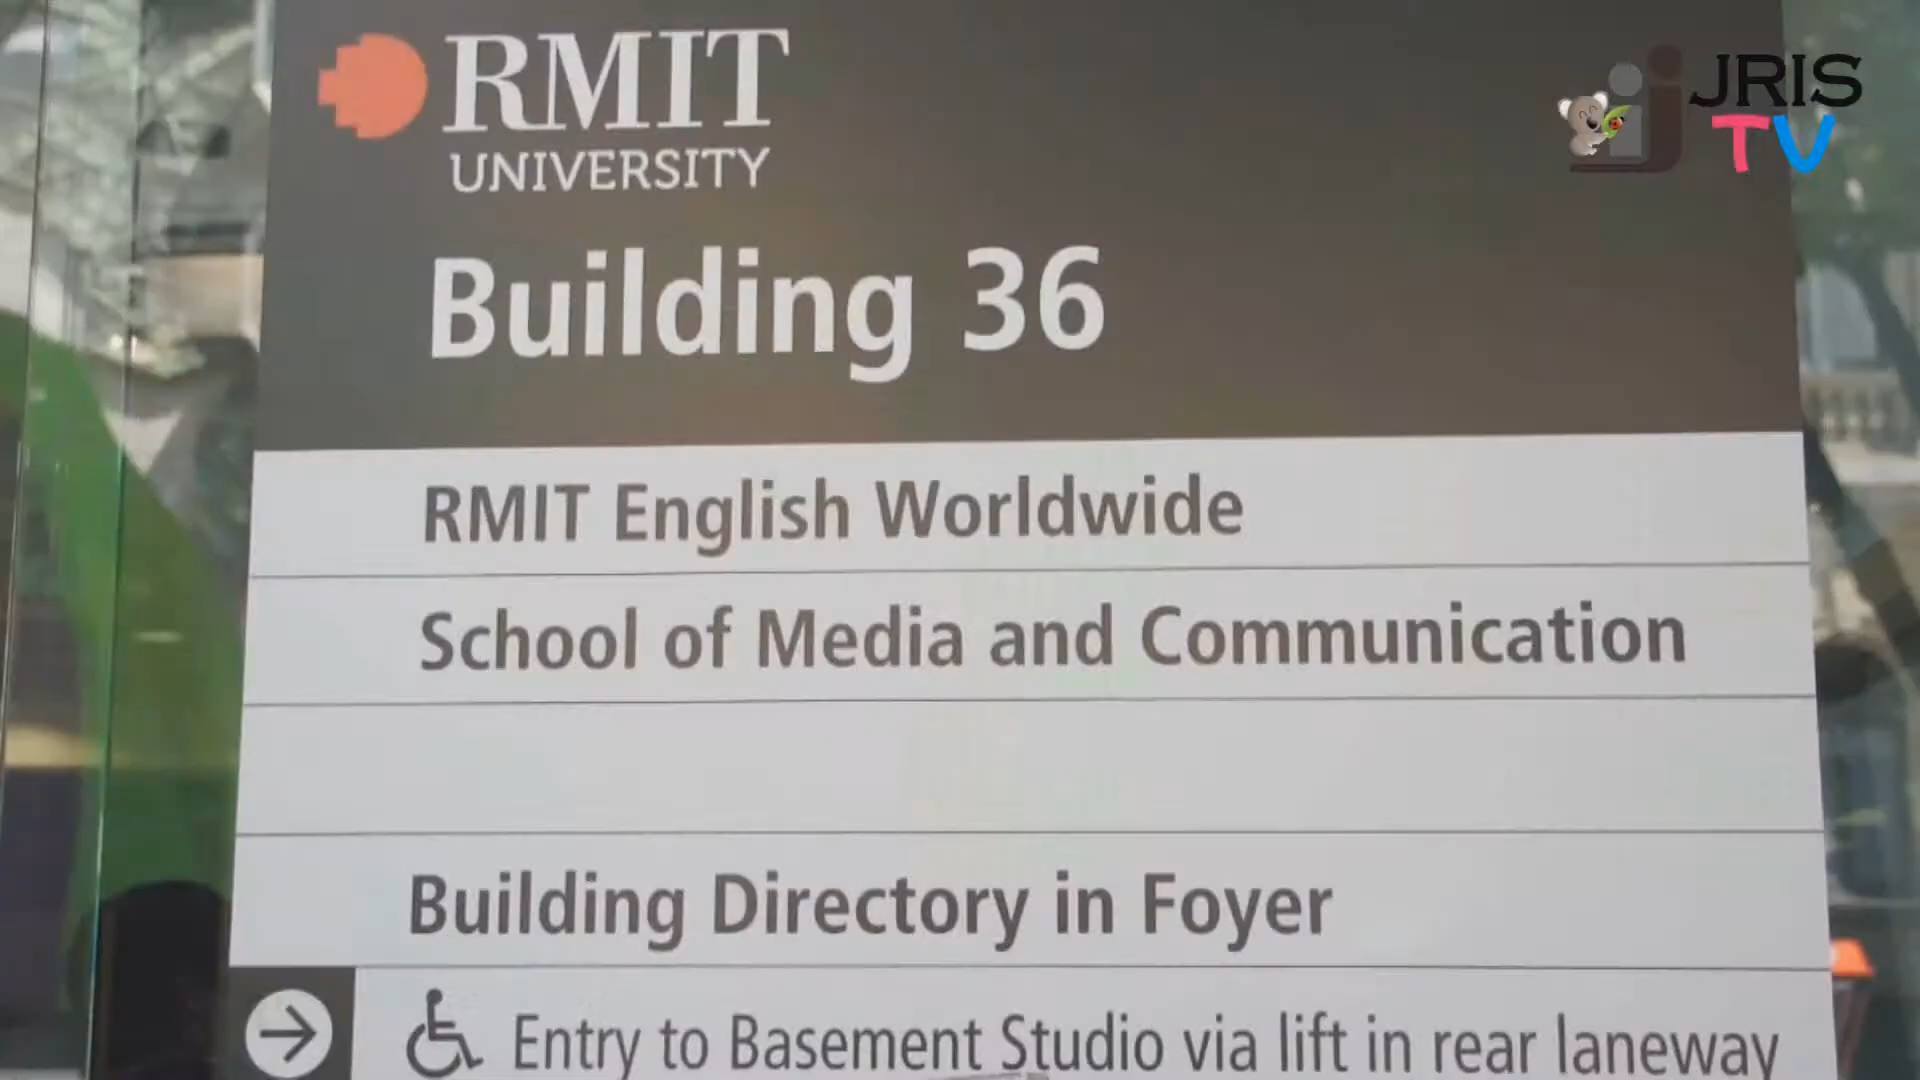 RMIT
UNIVERSITY
JRIS
TV
Building 36
RMIT English Worldwide
School of Media and Communication
Building Directory in Foyer
Entry to Basement Studio via lift in rear laneway